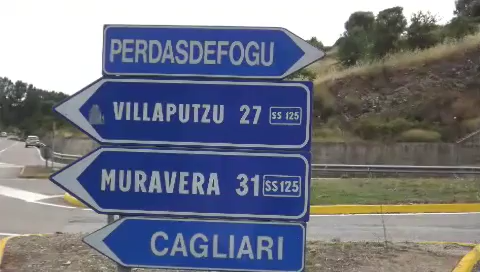 PERDASDEFOGU
VILLAPUTZU 27 SS 125
MURAVERA 31 SS 125
CAGLIARI